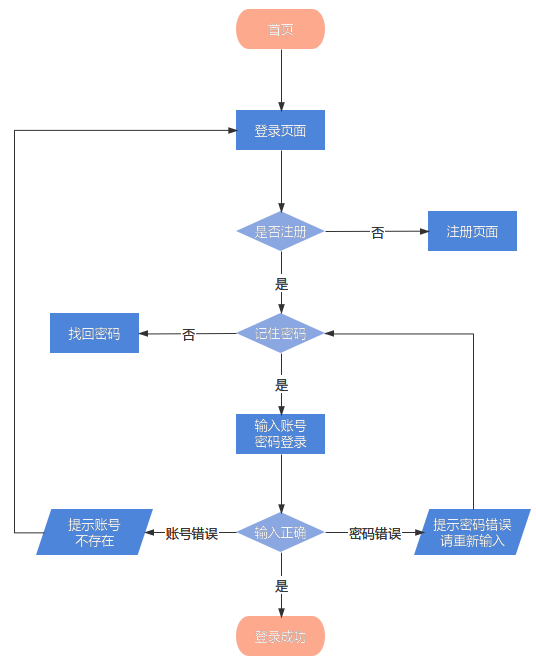 首页
登录页面
是否注册
否
注册页面
是
找回密码
否
记住密码
是
输入账号
密码登录
提示账号
不存在
账号错误
输入正确
密码错误
提示密码错误
请重新输入
是
登录成功